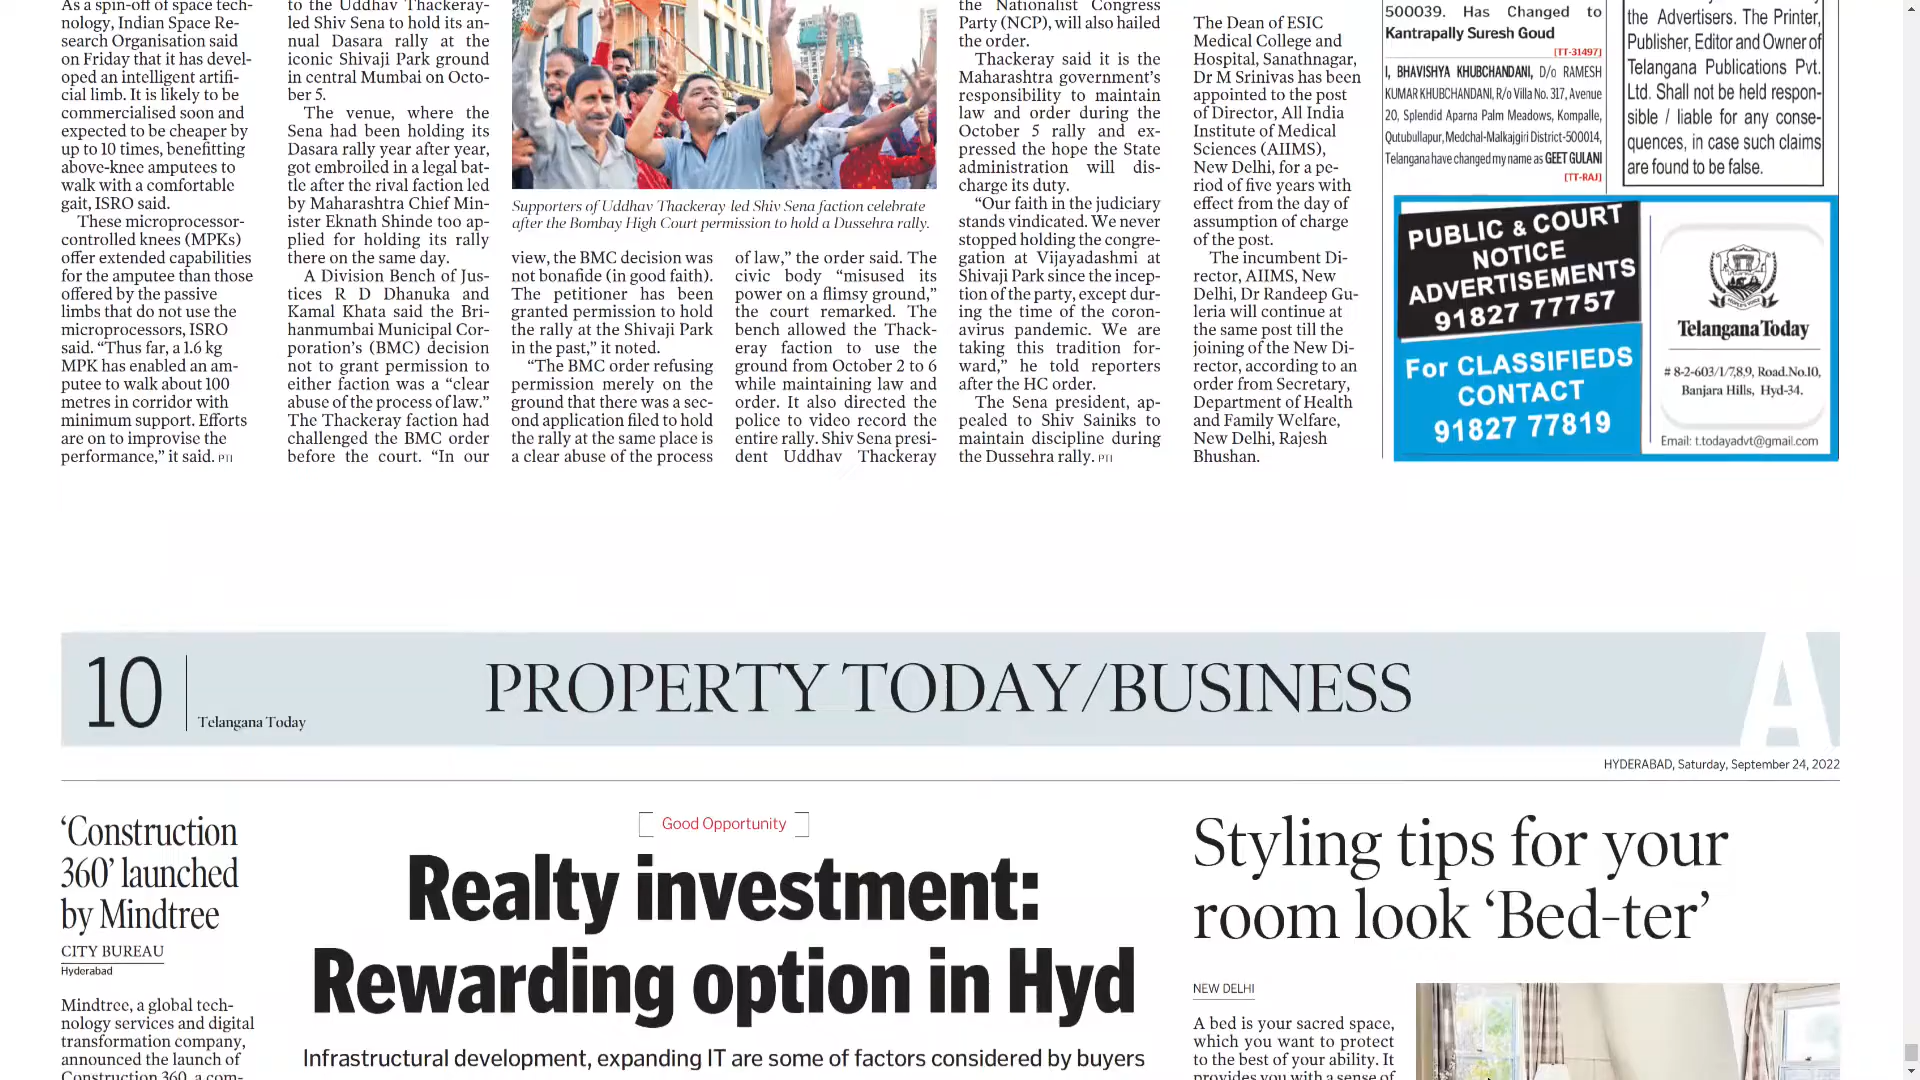 As a spin-off of space tech-
nology, Indian Space Re-
search Organisation said
on Friday that it has devel-
oped an intelligent artifi-
cial limb. It is likely to be
commercialised soon and
expected to be cheaper by
up to 10 times, benefitting
above-knee amputees to
walk with a comfortable
gait, ISRO said.
These microprocessor-
controlled knees (MPKs)
offer extended capabilities
for the amputee than those
offered by the passive
limbs that do not use the
microprocessors, ISRO
said. “Thus far, a 1.6 kg
MPK has enabled an am-
putee to walk about 100
metres in corridor with
minimum support. Efforts
are on to improvise the
performance,” it said. PTI
to the Uddhav Thackeray-
led Shiv Sena to hold its an-
nual Dasara rally at the
iconic Shivaji Park ground
in central Mumbai on Octo-
ber 5.
The venue, where the
Sena had been holding its
Dasara rally year after year,
got embroiled in a legal bat-
tle after the rival faction led
by Maharashtra Chief Min-
ister Eknath Shinde too ap-
plied for holding its rally
there on the same day.
A Division Bench of Jus-
tices R D Dhanuka and
Kamal Khata said the Bri-
hanmumbai Municipal Cor-
poration’s (BMC) decision
not to grant permission to
either faction was a “clear
abuse of the process of law.”
The Thackeray faction had
challenged the BMC order
before the court. “In our
Supporters of Uddhav Thackeray led Shiv Sena faction celebrate
after the Bombay High Court permission to hold a Dussehra rally.
view, the BMC decision was
not bonafide (in good faith).
The petitioner has been
granted permission to hold
the rally at the Shivaji Park
in the past,” it noted.
“The BMC order refusing
permission merely on the
ground that there was a sec-
ond application filed to hold
the rally at the same place is
a clear abuse of the process
of law,” the order said. The
civic body “misused its
power on a flimsy ground,”
the court remarked. The
bench allowed the Thack-
eray faction to use the
ground from October 2 to 6
while maintaining law and
order. It also directed the
police to video record the
entire rally. Shiv Sena presi-
dent Uddhav Thackeray
the Nationalist Congress
Party (NCP), will also hailed
the order.
Thackeray said it is the
Maharashtra government’s
responsibility to maintain
law and order during the
October 5 rally and ex-
pressed the hope the State
administration will dis-
charge its duty.
“Our faith in the judiciary
stands vindicated. We never
stopped holding the congre-
gation at Vijayadashmi at
Shivaji Park since the incep-
tion of the party, except dur-
ing the time of the coron-
avirus pandemic. We are
taking this tradition for-
ward,” he told reporters
after the HC order.
The Sena president, ap-
pealed to Shiv Sainiks to
maintain discipline during
the Dussehra rally. PTI
The Dean of ESIC
Medical College and
Hospital, Sanathnagar,
Dr M Srinivas has been
appointed to the post
of Director, All India
Institute of Medical
Sciences (AIIMS),
New Delhi, for a pe-
riod of five years with
effect from the day of
assumption of charge
of the post.
The incumbent Di-
rector, AIIMS, New
Delhi, Dr Randeep Gu-
leria will continue at
the same post till the
joining of the New Di-
rector, according to an
order from Secretary,
Department of Health
and Family Welfare,
New Delhi, Rajesh
Bhushan.
500039. Has Changed to
Kantrapally Suresh Goud
[TT-31497]
I, BHAVISHYA KHUBCHANDANI, D/o RAMESH
KUMAR KHUBCHANDANI, R/o Villa No. 317, Avenue
20, Splendid Aparna Palm Meadows, Kompalle,
Qutubullapur, Medchal-Malkajgiri District-500014,
Telangana have changed my name as GEET GULANI
[TT-RAJ]
the Advertisers. The Printer,
Publisher, Editor and Owner of
Telangana Publications Pvt.
Ltd. Shall not be held respon-
sible / liable for any conse-
quences, in case such claims
are found to be false.
PUBLIC & COURT
NOTICE
ADVERTISEMENTS
91827 77757
For CLASSIFIEDS
CONTACT
91827 77819
Telangana Today
# 8-2-603/1/7,8,9, Road.No.10,
Banjara Hills, Hyd-34.
Email: t.todayadvt@gmail.com
10
Telangana Today
PROPERTY TODAY/BUSINESS
A
HYDERABAD, Saturday, September 24, 2022
‘Construction
360’ launched
by Mindtree
CITY BUREAU
Hyderabad
Mindtree, a global tech-
nology services and digital
transformation company,
announced the launch of
Construction 360, a com-
Good Opportunity
Realty investment:
Rewarding option in Hyd
Infrastructural development, expanding IT are some of factors considered by buyers
Styling tips for your
room look ‘Bed-ter’
NEW DELHI
A bed is your sacred space,
which you want to protect
to the best of your ability. It
provides you with a sense of